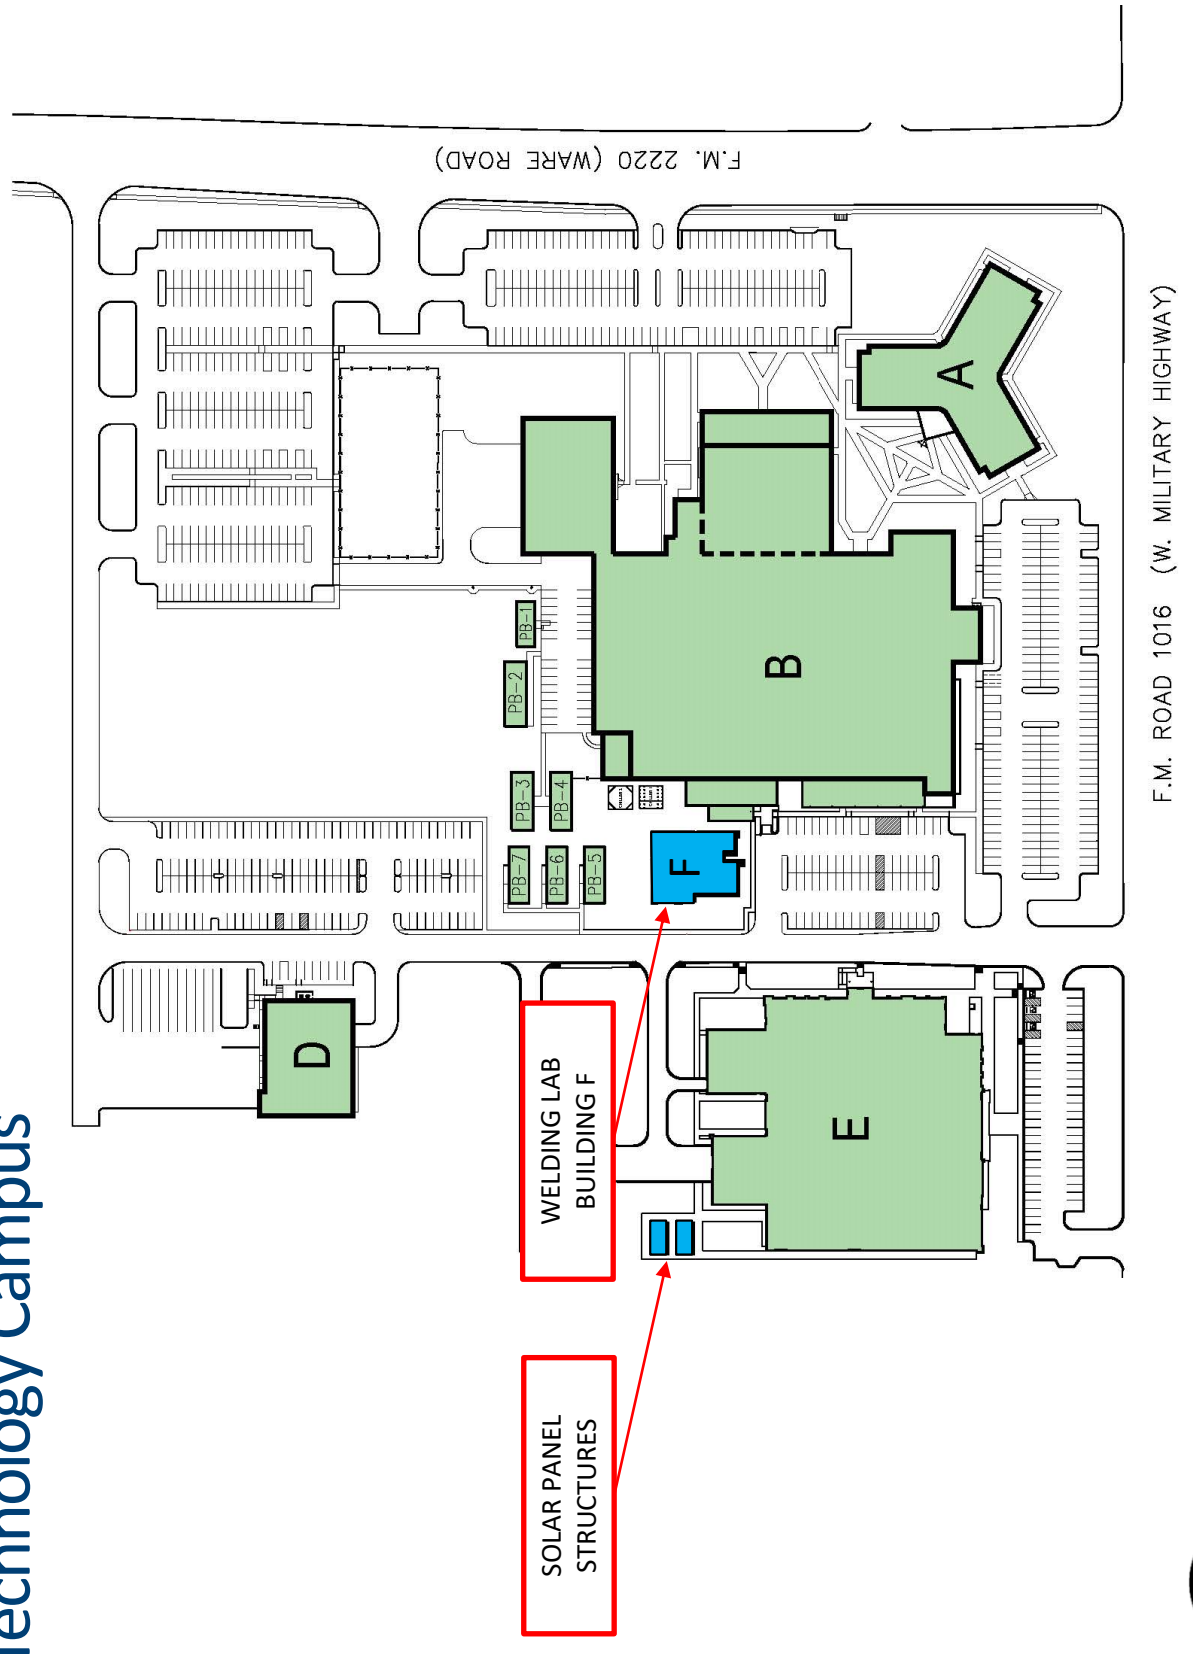 Technology Campus
F.M. 2220 (WARE ROAD)
F.M. ROAD 1016 (W. MILITARY HIGHWAY)
A
B
D
E
F
PB-1
PB-2
PB-3
PB-4
PB-7
PB-6
PB-5
WELDING LAB
BUILDING F
SOLAR PANEL
STRUCTURES